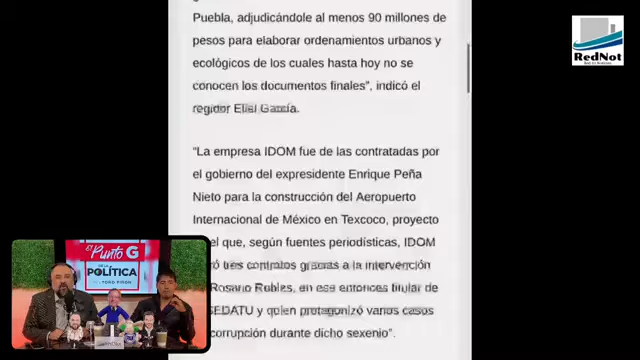 Puebla, adjudicándole al menos 90 millones de
pesos para elaborar ordenamientos urbanos y
ecológicos de los cuales hasta hoy no se
conocen los documentos finales", indicó el
regidor Eliel García.
"La empresa IDOM fue de las contratadas por
el gobierno del expresidente Enrique Peña
Nieto para la construcción del Aeropuerto
Internacional de México en Texcoco, proyecto
el que, según fuentes periodísticas, IDOM
ró tres contratos gracias a la intervención
Rosario Robles, en ese entonces titular de
SEDATU y quien protagonizó varios casos
corrupción durante dicho sexenio".
RedNot
El Punto G
DE LA
POLÍTICA